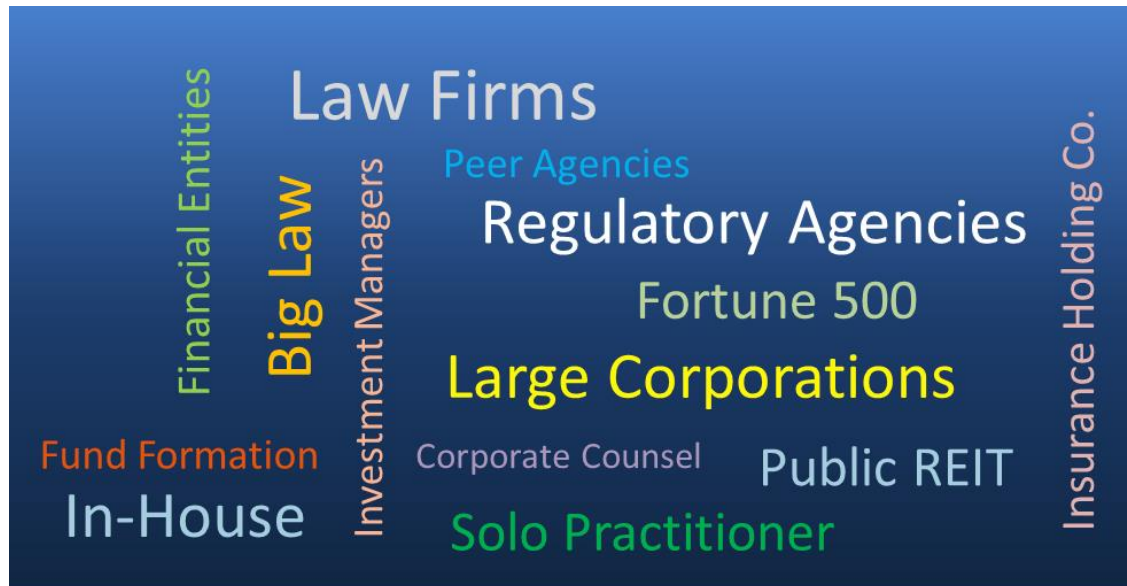 Law Firms
Financial Entities
Big Law
Investment Managers
Peer Agencies
Regulatory Agencies
Insurance Holding Co.
Fortune 500
Large Corporations
Fund Formation
Corporate Counsel
Public REIT
In-House
Solo Practitioner